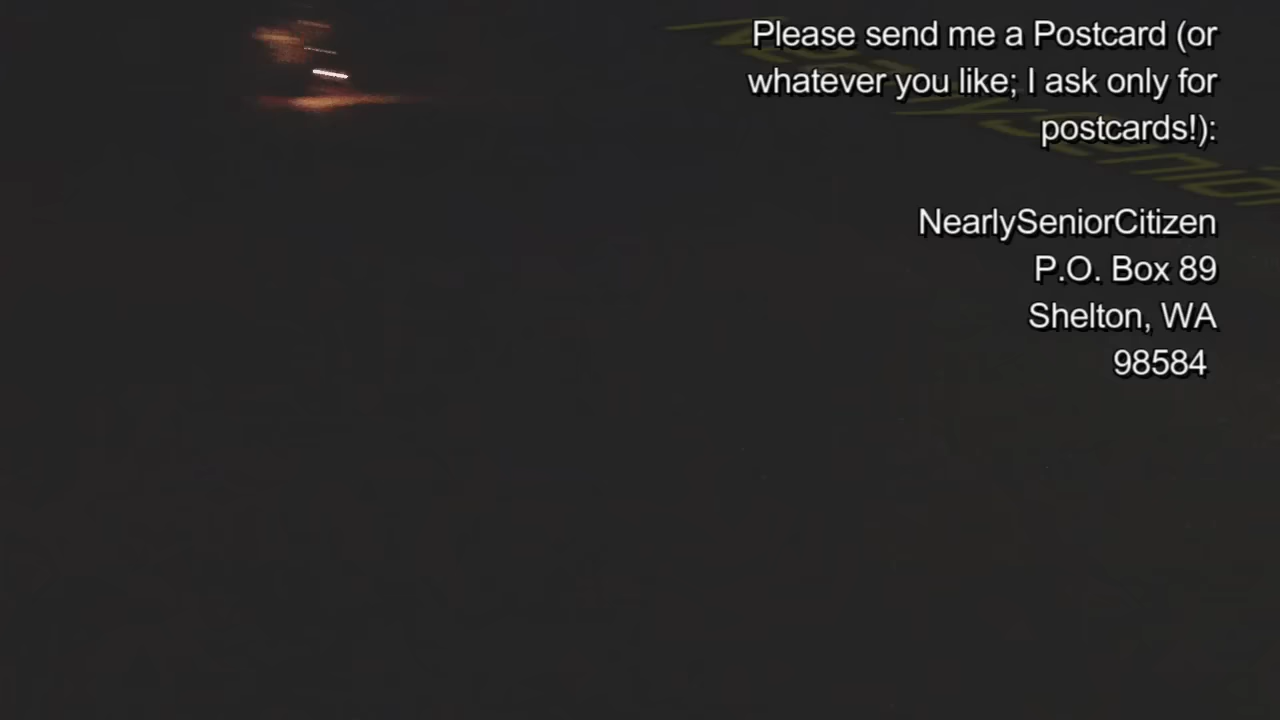 Please send me a Postcard (or
whatever you like; I ask only for
postcards!):
NearlySeniorCitizen
P.O. Box 89
Shelton, WA
98584